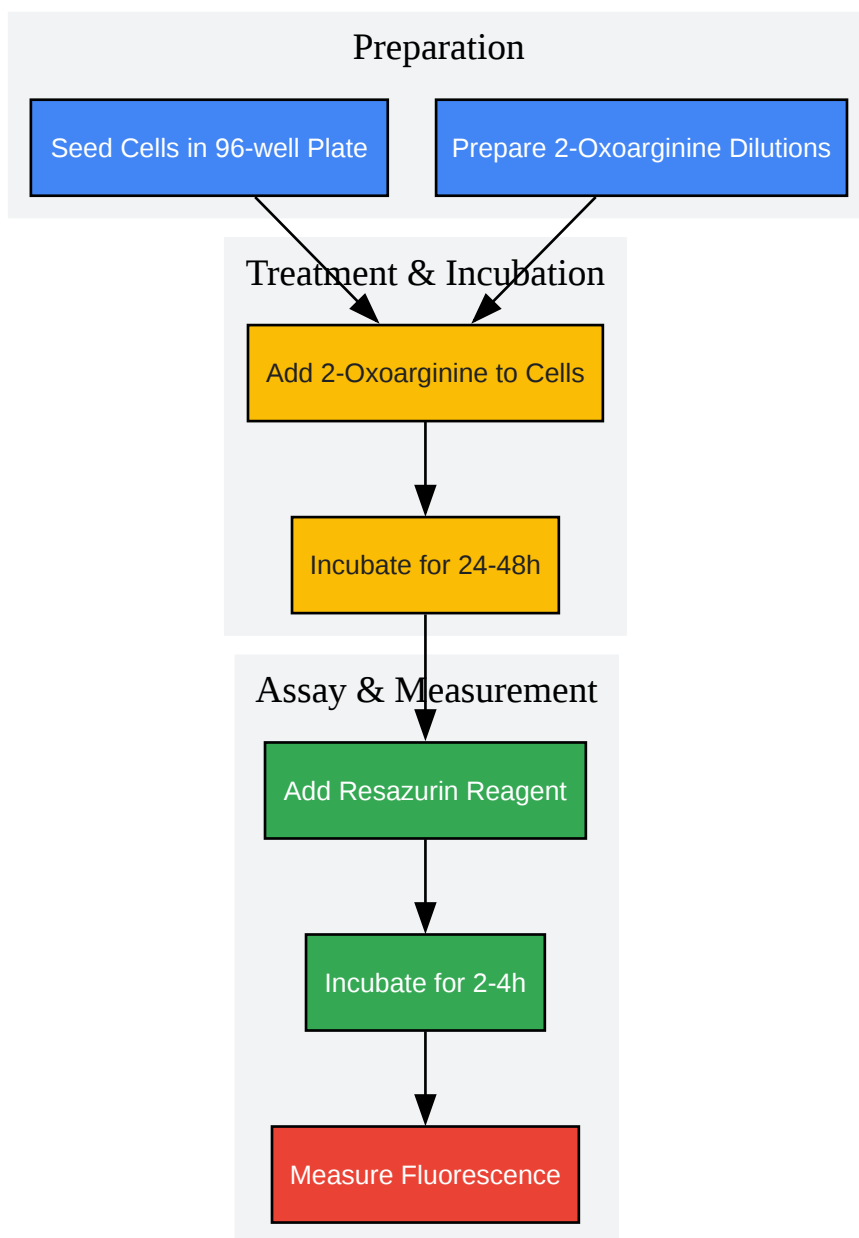 Preparation
Seed Cells in 96-well Plate
Prepare 2-Oxoarginine Dilutions
Treatment & Incubation
Add 2-Oxoarginine to Cells
Incubate for 24-48h
Assay & Measurement
Add Resazurin Reagent
Incubate for 2-4h
Measure Fluorescence